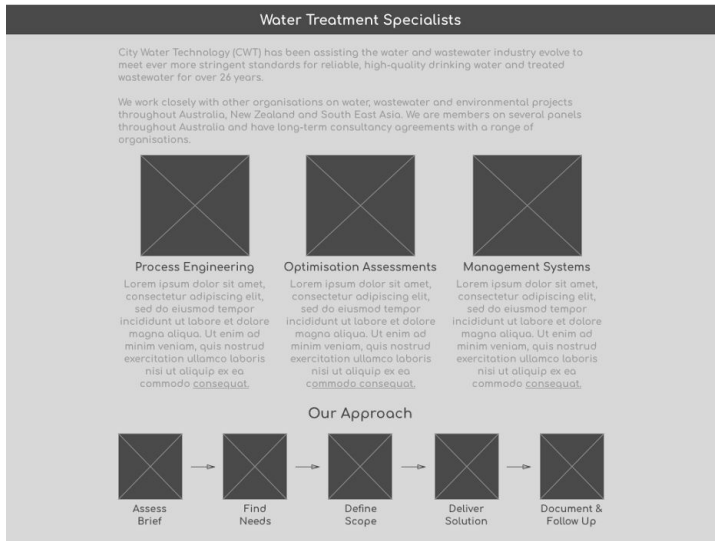 Water Treatment Specialists
City Water Technology (CWT) has been assisting the water and wastewater industry evolve to
meet ever more stringent standards for reliable, high-quality drinking water and treated
wastewater for over 26 years.
We work closely with other organisations on water, wastewater and environmental projects
throughout Australia, New Zealand and South East Asia. We are members on several panels
throughout Australia and have long-term consultancy agreements with a range of
organisations.
Process Engineering
Lorem ipsum dolor sit amet,
consectetur adipiscing elit,
sed do eiusmod tempor
incididunt ut labore et dolore
magna aliqua. Ut enim ad
minim veniam, quis nostrud
exercitation ullamco laboris
nisi ut aliquip ex ea
commodo consequat.
Optimisation Assessments
Lorem ipsum dolor sit amet,
consectetur adipiscing elit,
sed do eiusmod tempor
incididunt ut labore et dolore
magna aliqua. Ut enim ad
minim veniam, quis nostrud
exercitation ullamco laboris
nisi ut aliquip ex ea
commodo consequat.
Management Systems
Lorem ipsum dolor sit amet,
consectetur adipiscing elit,
sed do eiusmod tempor
incididunt ut labore et dolore
magna aliqua. Ut enim ad
minim veniam, quis nostrud
exercitation ullamco laboris
nisi ut aliquip ex ea
commodo consequat.
Our Approach
Assess
Brief
Find
Needs
Define
Scope
Deliver
Solution
Document &
Follow Up